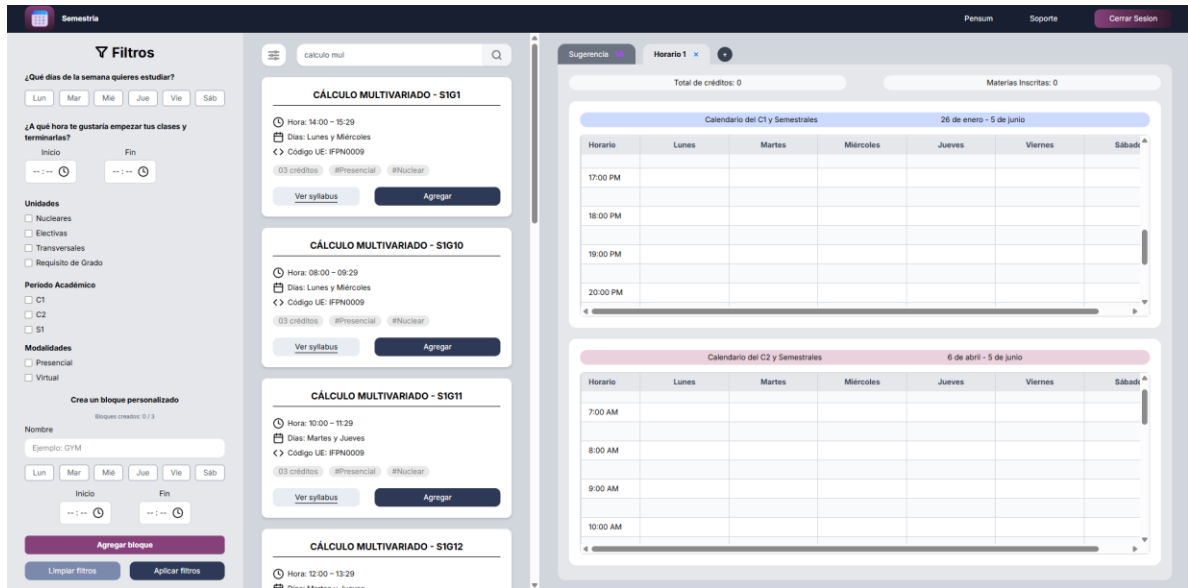 Semestria
Pensum
Soporte
Cerrar Sesion
Filtros
¿Qué días de la semana quieres estudiar?
Lun Mar Mié Jue Vie Sáb
¿A qué hora te gustaría empezar tus clases y
terminarlas?
Inicio Fin
--:-- --:--
Unidades
Nucleares
Electivas
Transversales
Requisito de Grado
Periodo Académico
C1
C2
S1
Modalidades
Presencial
Virtual
Crea un bloque personalizado
Bloques creados: 0 / 3
Nombre
Ejemplo: GYM
Lun Mar Mié Jue Vie Sáb
Inicio Fin
--:-- --:--
Agregar bloque
Limpiar filtros Aplicar filtros
calculo mul
CÁLCULO MULTIVARIADO - S1G1
Hora: 14:00 – 15:29
Días: Lunes y Miércoles
Código UE: IFPN0009
03 créditos #Presencial #Nuclear
Ver syllabus Agregar
CÁLCULO MULTIVARIADO - S1G10
Hora: 08:00 – 09:29
Días: Lunes y Miércoles
Código UE: IFPN0009
03 créditos #Presencial #Nuclear
Ver syllabus Agregar
CÁLCULO MULTIVARIADO - S1G11
Hora: 10:00 – 11:29
Días: Martes y Jueves
Código UE: IFPN0009
03 créditos #Presencial #Nuclear
Ver syllabus Agregar
CÁLCULO MULTIVARIADO - S1G12
Hora: 12:00 – 13:29
Días: Martes y Jueves
Sugerencia
Horario 1 ×
+
Total de créditos: 0
Materias Inscritas: 0
Calendario del C1 y Semestrales 26 de enero - 5 de junio
Horario Lunes Martes Miércoles Jueves Viernes Sábado
17:00 PM
18:00 PM
19:00 PM
20:00 PM
Calendario del C2 y Semestrales 6 de abril - 5 de junio
Horario Lunes Martes Miércoles Jueves Viernes Sábado
7:00 AM
8:00 AM
9:00 AM
10:00 AM